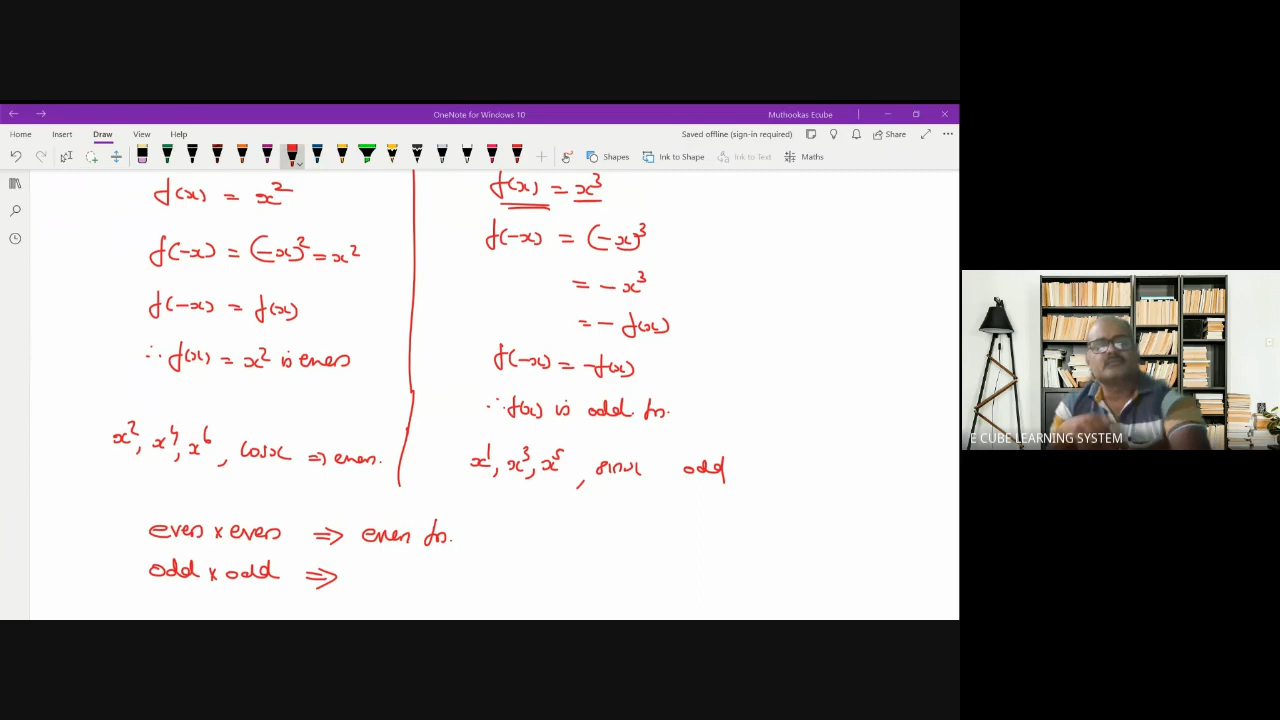 OneNote for Windows 10
Muthookas Ecube
Home Insert Draw View Help
Saved offline (sign-in required) Share
Shapes Ink to Shape Ink to Text Maths
f(x) = x²
f(-x) = (-x)² = x²
f(-x) = f(x)
∴ f(x) = x² is even
x², x⁴, x⁶, cosx ⇒ even.
f(x) = x³
f(-x) = (-x)³
= - x³
= - f(x)
f(-x) = -f(x)
∴ f(x) is odd fn.
x¹, x³, x⁵, sinx odd
even × even ⇒ even fn.
odd × odd ⇒
E CUBE LEARNING SYSTEM